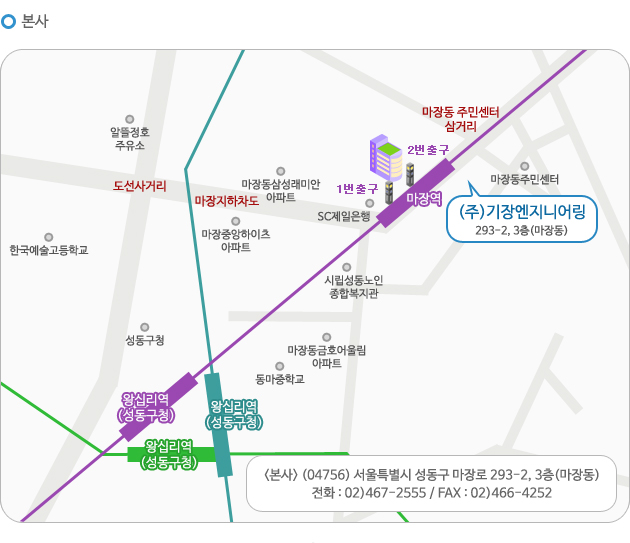 본사
마장동 주민센터
삼거리
알뜰정호
주유소
2번 출구
도선사거리
마장동삼성래미안
아파트
1번 출구
마장동주민센터
마장지하차도
마장역
SC제일은행
(주)기장엔지니어링
293-2, 3층(마장동)
마장중앙하이츠
아파트
한국예술고등학교
시립성동노인
종합복지관
성동구청
마장동금호어울림
아파트
동마중학교
왕십리역
(성동구청)
왕십리역
(성동구청)
왕십리역
(성동구청)
<본사> (04756) 서울특별시 성동구 마장로 293-2, 3층(마장동)
전화 : 02)467-2555 / FAX : 02)466-4252